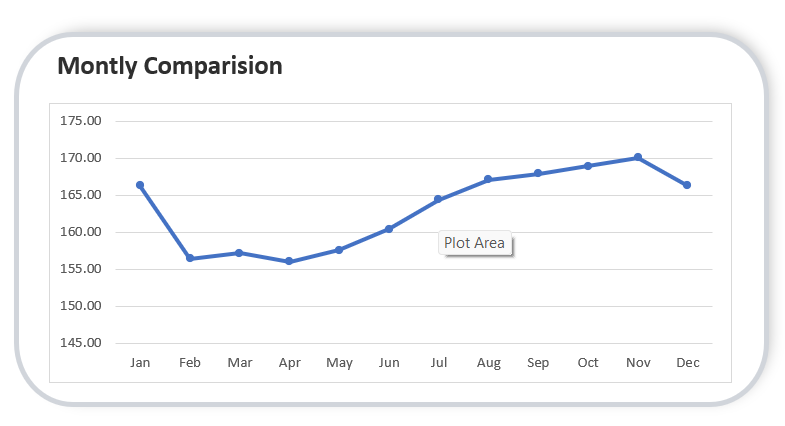 Montly Comparision
175.00
170.00
165.00
160.00
Plot Area
155.00
150.00
145.00
Jan Feb Mar Apr May Jun Jul Aug Sep Oct Nov Dec